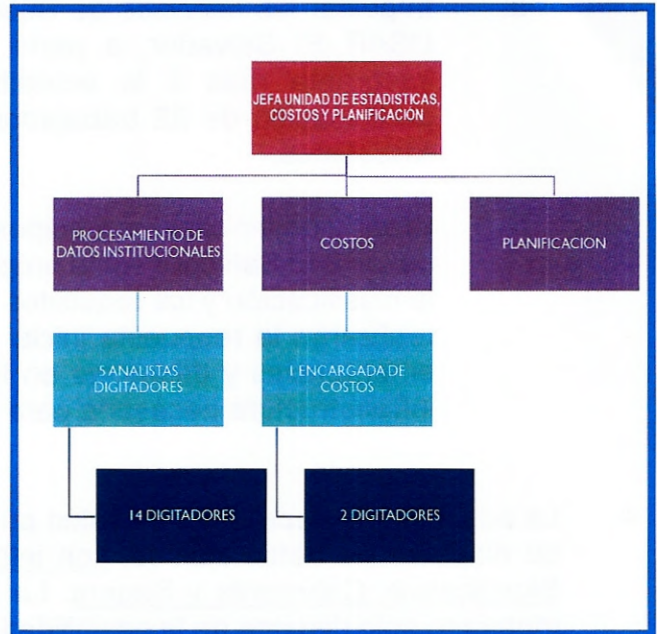 JEFA UNIDAD DE ESTADISTICAS,
COSTOS Y PLANIFICACIÓN
PROCESAMIENTO DE
DATOS INSTITUCIONALES
COSTOS
PLANIFICACION
5 ANALISTAS
DIGITADORES
1 ENCARGADA DE
COSTOS
14 DIGITADORES
2 DIGITADORES